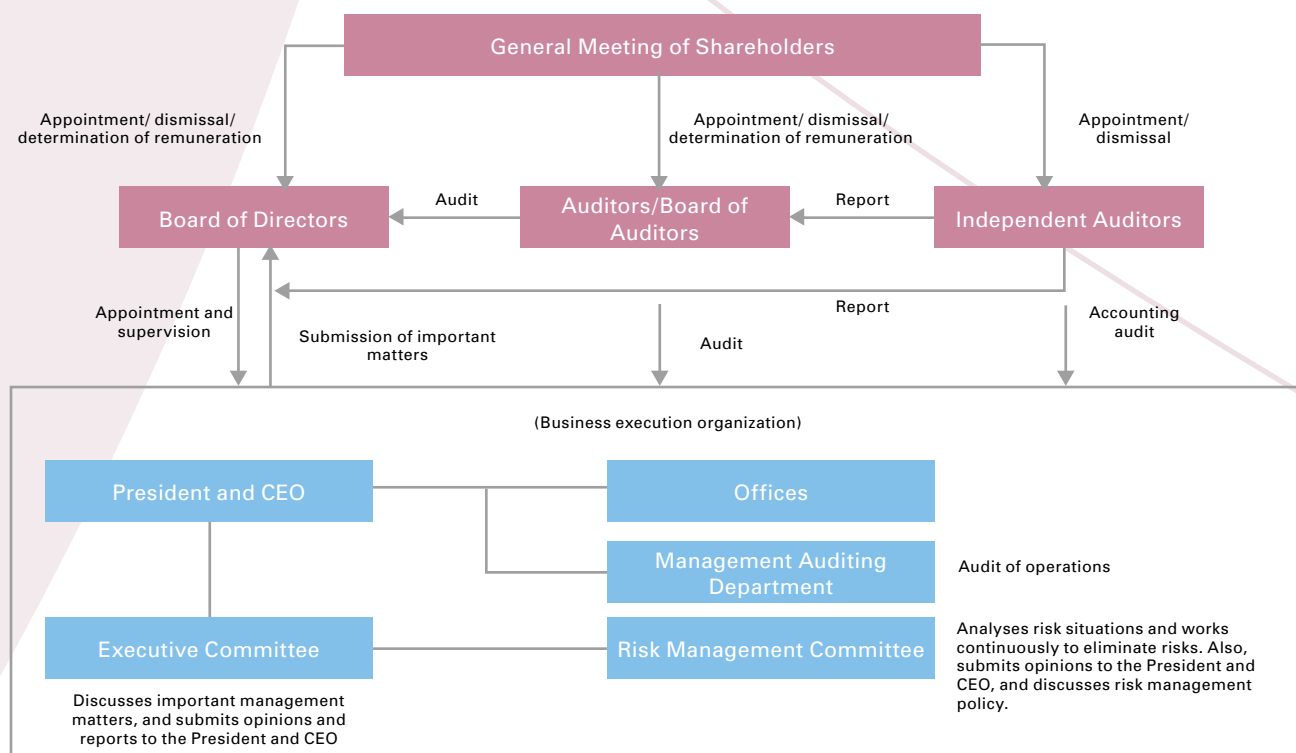 General Meeting of Shareholders
Appointment/ dismissal/
determination of remuneration
Appointment/ dismissal/
determination of remuneration
Appointment/
dismissal
Board of Directors
Audit
Auditors/Board of
Auditors
Report
Independent Auditors
Appointment and
supervision
Submission of important
matters
Audit
Report
Accounting
audit
(Business execution organization)
President and CEO
Offices
Management Auditing
Department
Audit of operations
Executive Committee
Risk Management Committee
Analyses risk situations and works
continuously to eliminate risks. Also,
submits opinions to the President and
CEO, and discusses risk management
policy.
Discusses important management
matters, and submits opinions and
reports to the President and CEO